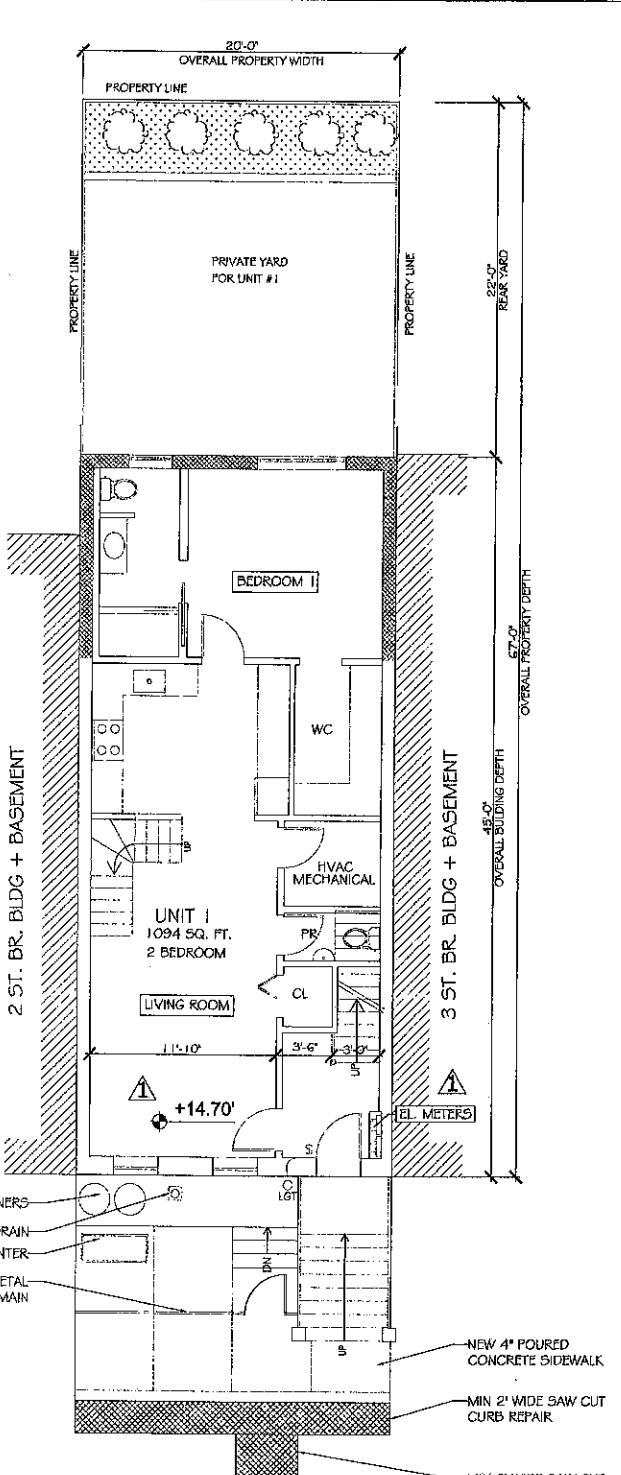 20'-0"
OVERALL PROPERTY WIDTH
PROPERTY LINE
PROPERTY LINE
PRIVATE YARD
FOR UNIT #1
PROPERTY LINE
22'-0"
REAR YARD
BEDROOM 1
67'-0"
OVERALL PROPERTY DEPTH
WC
45'-0"
OVERALL BUILDING DEPTH
2 ST. BR. BLDG + BASEMENT
3 ST. BR. BLDG + BASEMENT
UP
HVAC
MECHANICAL
UNIT 1
1094 SQ. FT.
2 BEDROOM
PR
LIVING ROOM
CL
11'-10"
3'-6"
3'-0"
UP
1
+14.70'
1
EL. METERS
S
C
LGT
NERS
RAIN
NTER
ETAL
MAIN
DN
UP
NEW 4" POURED
CONCRETE SIDEWALK
MIN 2' WIDE SAW CUT
CURB REPAIR